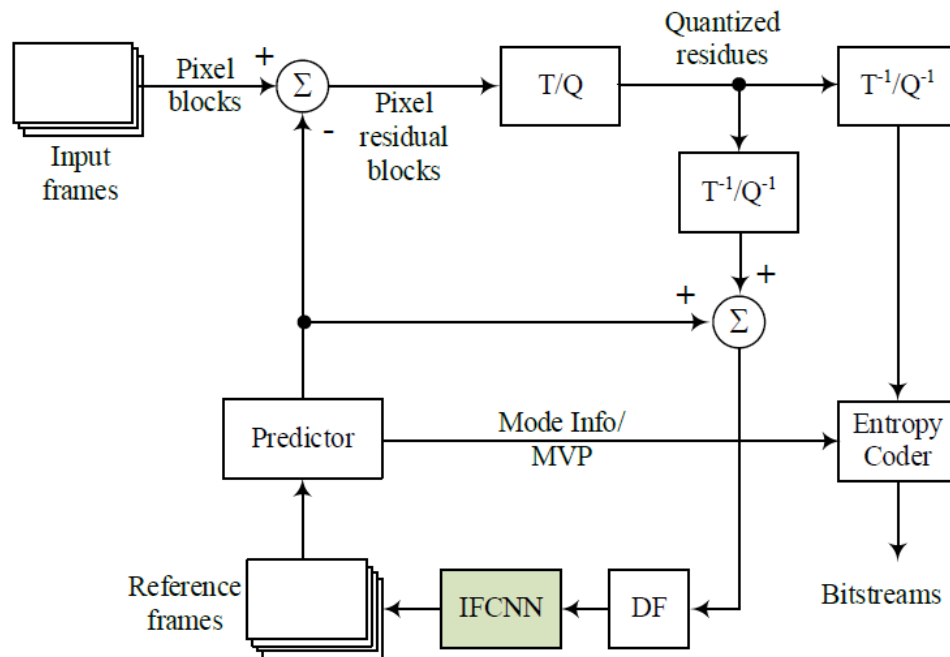 Input
frames
Pixel
blocks
+
Σ
-
Pixel
residual
blocks
T/Q
Quantized
residues
T⁻¹/Q⁻¹
T⁻¹/Q⁻¹
+
+
Σ
Predictor
Mode Info/
MVP
Entropy
Coder
Reference
frames
IFCNN
DF
Bitstreams